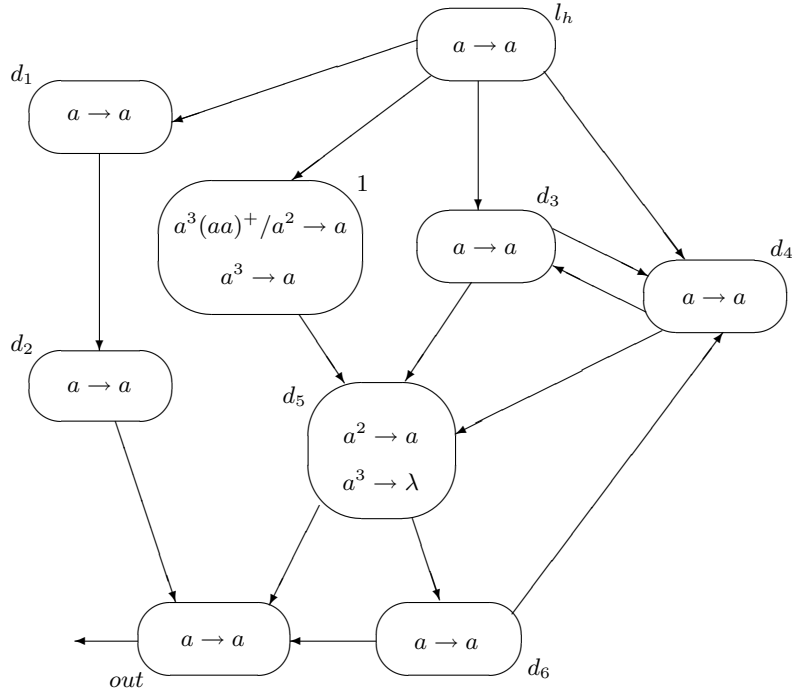 l_h
a → a
d_1
a → a
1
a^3(aa)^+/a^2 → a
a^3 → a
d_3
a → a
d_4
a → a
d_2
a → a
d_5
a^2 → a
a^3 → λ
a → a
out
a → a
d_6